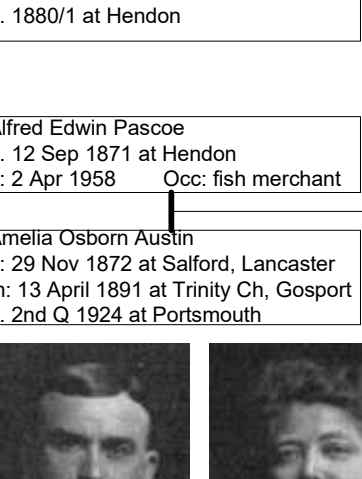 . 1880/1 at Hendon
lfred Edwin Pascoe
. 12 Sep 1871 at Hendon
: 2 Apr 1958 Occ: fish merchant
melia Osborn Austin
: 29 Nov 1872 at Salford, Lancaster
: 13 April 1891 at Trinity Ch, Gosport
. 2nd Q 1924 at Portsmouth